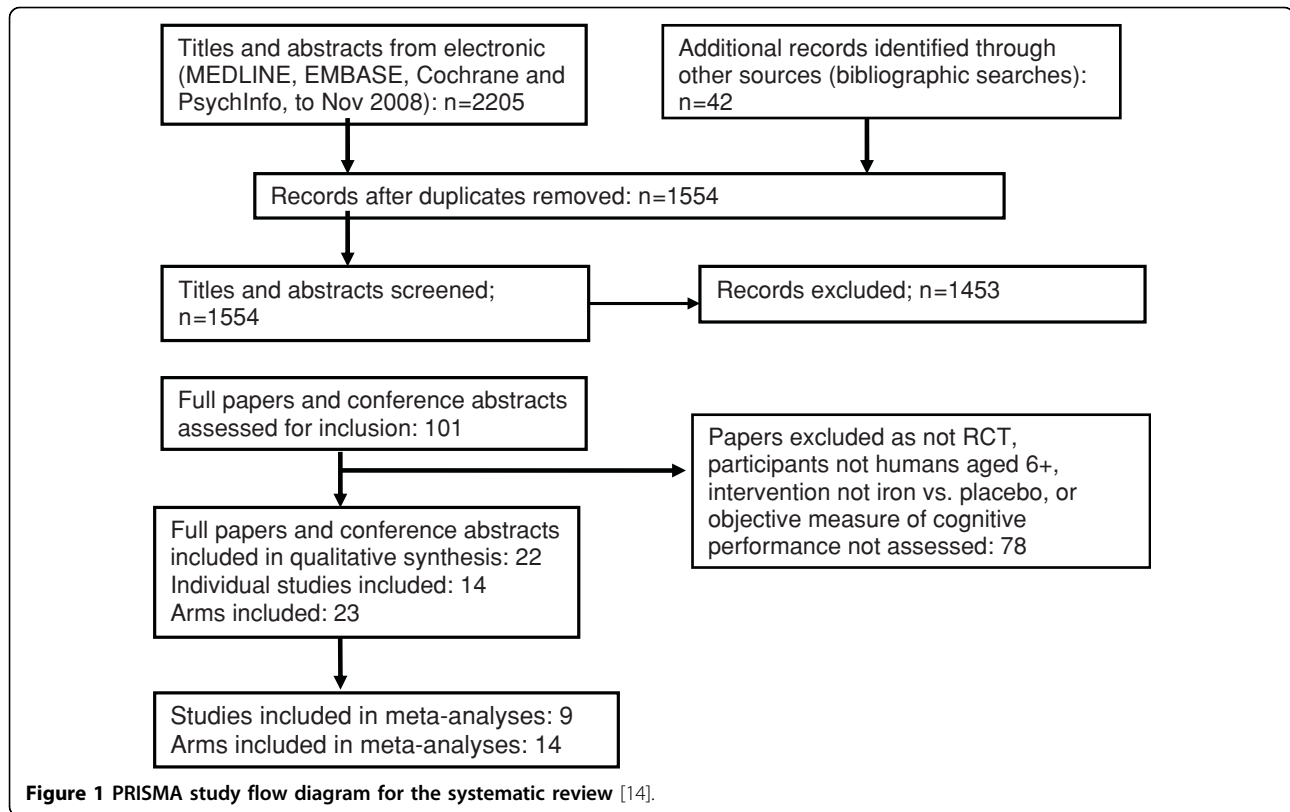 Titles and abstracts from electronic
(MEDLINE, EMBASE, Cochrane and
PsychInfo, to Nov 2008): n=2205
Additional records identified through
other sources (bibliographic searches):
n=42
Records after duplicates removed: n=1554
Titles and abstracts screened;
n=1554
Records excluded; n=1453
Full papers and conference abstracts
assessed for inclusion: 101
Papers excluded as not RCT,
participants not humans aged 6+,
intervention not iron vs. placebo, or
objective measure of cognitive
performance not assessed: 78
Full papers and conference abstracts
included in qualitative synthesis: 22
Individual studies included: 14
Arms included: 23
Studies included in meta-analyses: 9
Arms included in meta-analyses: 14
Figure 1 PRISMA study flow diagram for the systematic review [14].